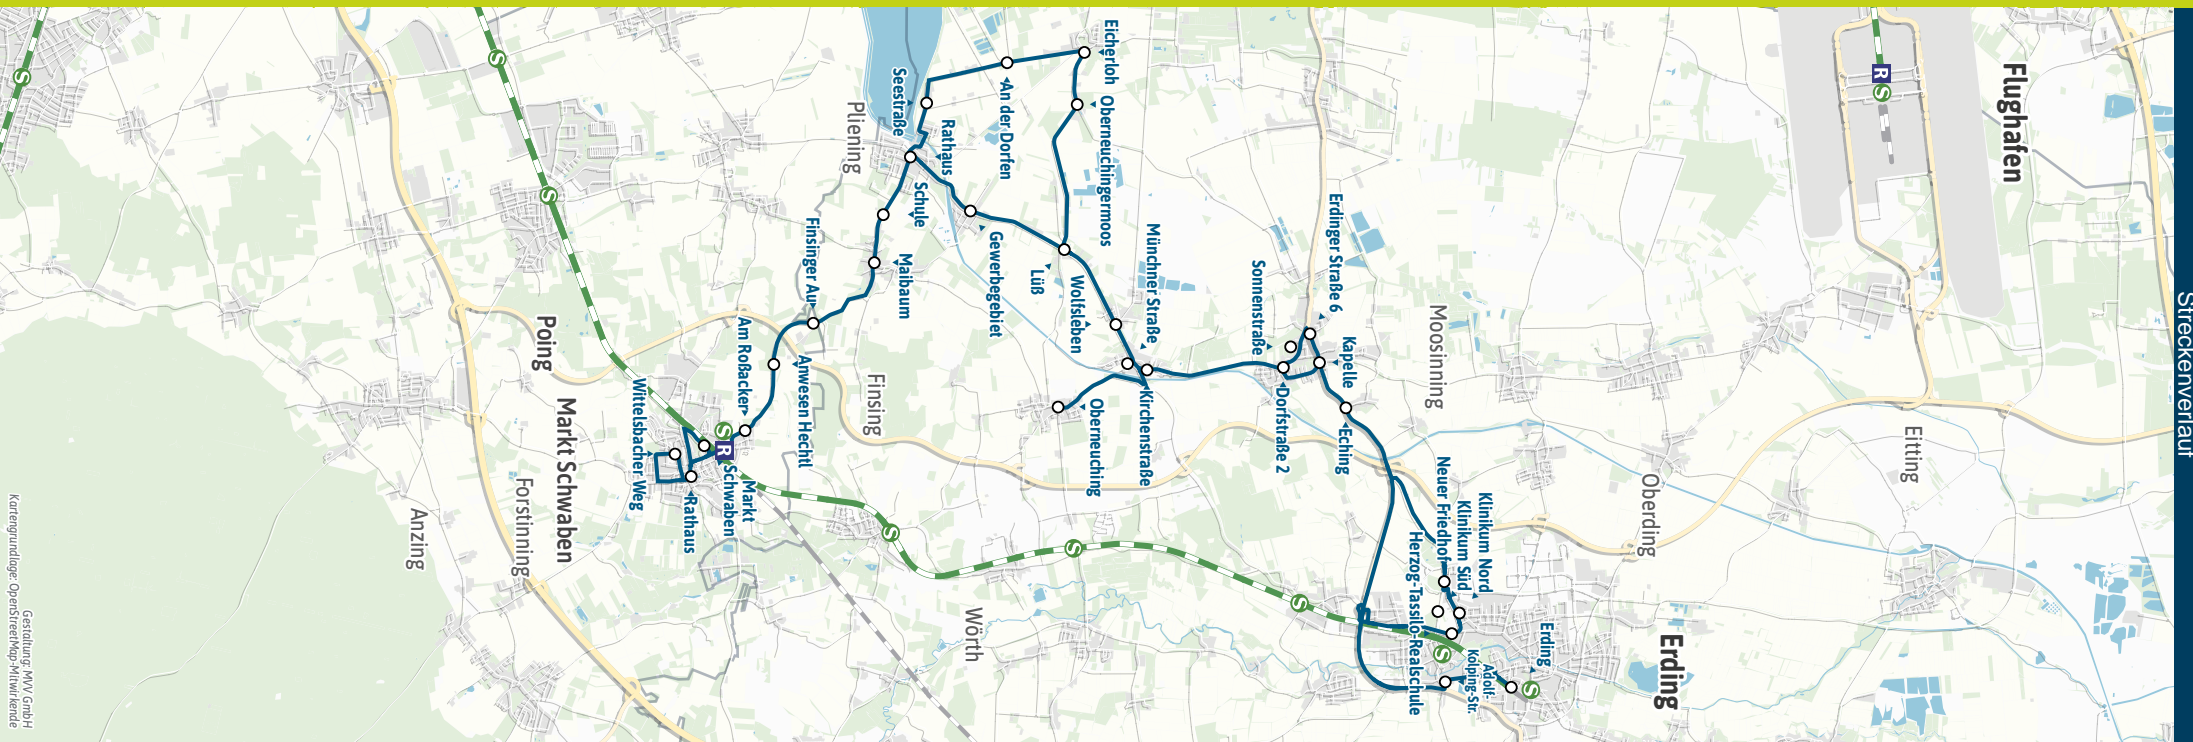 Streckenverlauf
Flughafen
R S
Eitting
Oberding
Erding
Erding
S
Adolf-
Kolping-Str.
S
Klinikum Nord
Klinikum Süd
Neuer Friedhof
Herzog-Tassilo-Realschule
Moosinning
Erdinger Straße 6
Kapelle
Eching
Sonnenstraße
Dorfstraße 2
Münchner Straße
Kirchenstraße
Eicherloh
Oberneuchingermoos
Oberneuching
Wolfsleben
Lüß
An der Dorfen
Gewerbegebiet
Rathaus
Schule
Seestraße
Maibaum
Pliening
Finsing
Finsinger Au
Anwesen Hechtl
Am Roßacker
Markt
Schwaben
S R
Rathaus
Wittelsbacher Weg
Wörth
S
S
S
Poing
Markt Schwaben
Forstinning
Anzing
S
S
S
Gestaltung: MVV GmbH
Kartengrundlage: OpenStreetMap-Mitwirkende